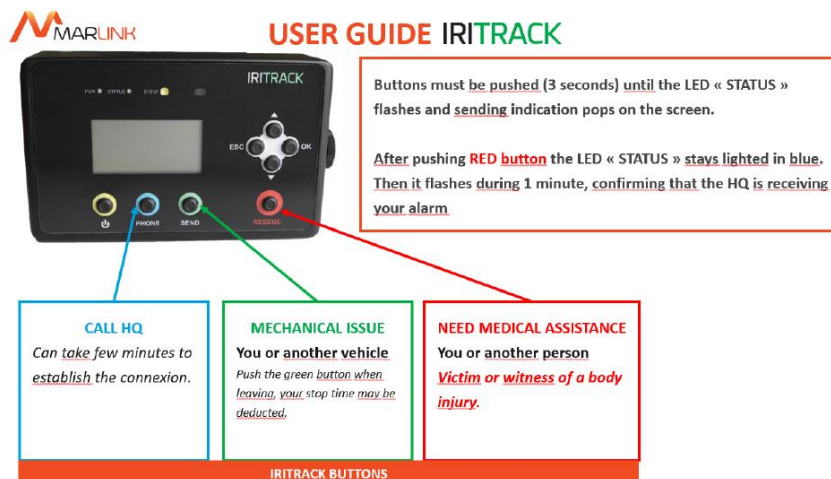 MARLINK
USER GUIDE IRITRACK
IRITRACK
PWR STATUS EVENT
ESC OK
PHONE SEND RESCUE
Buttons must be pushed (3 seconds) until the LED « STATUS »
flashes and sending indication pops on the screen.
After pushing RED button the LED « STATUS » stays lighted in blue.
Then it flashes during 1 minute, confirming that the HQ is receiving
your alarm
CALL HQ
Can take few minutes to
establish the connexion.
MECHANICAL ISSUE
You or another vehicle
Push the green button when
leaving, your stop time may be
deducted.
NEED MEDICAL ASSISTANCE
You or another person
Victim or witness of a body
injury.
IRITRACK BUTTONS